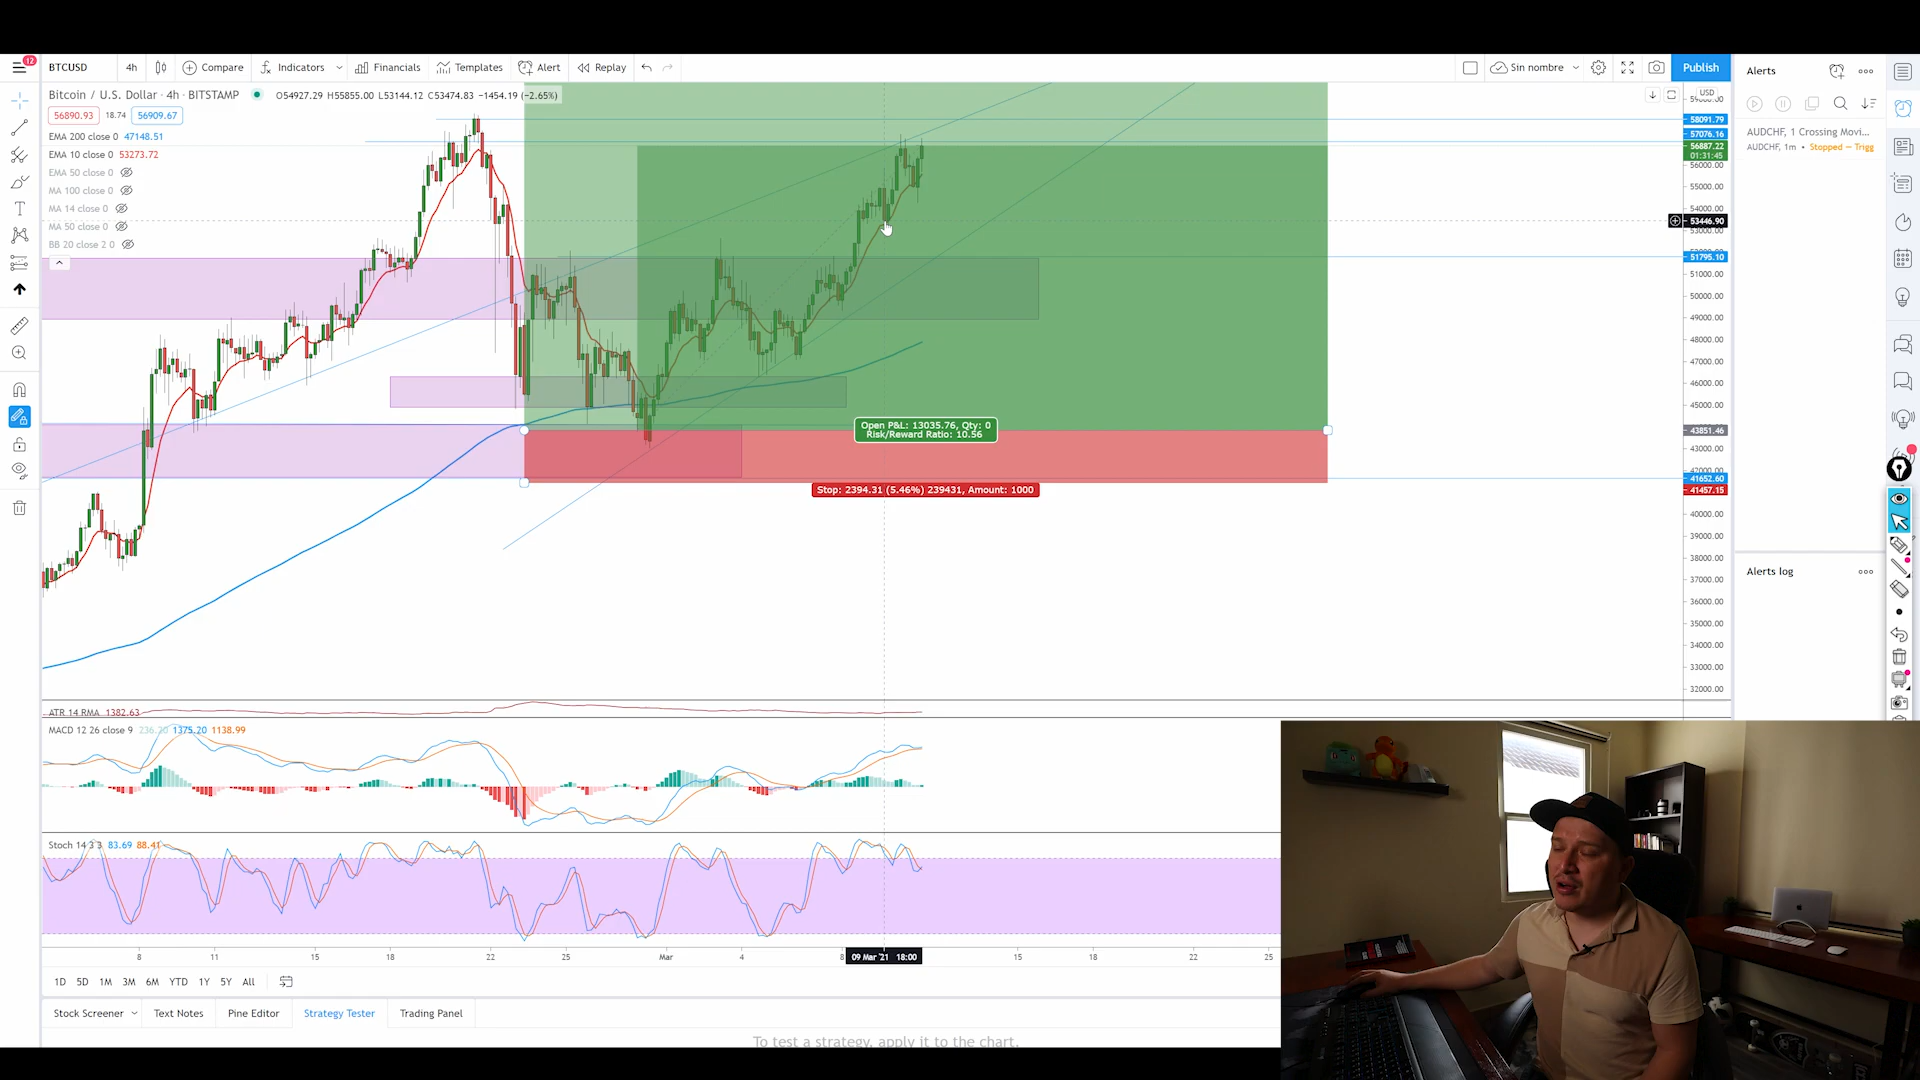 12
BTCUSD 4h Compare Indicators Financials Templates Alert Replay Sin nombre Publish
Bitcoin / U.S. Dollar · 4h · BITSTAMP O54927.29 H55855.00 L53144.12 C53474.83 −1454.19 (−2.65%)
56890.93 18.74 56909.67
EMA 200 close 0 47148.51
EMA 10 close 0 53273.72
EMA 50 close 0
MA 100 close 0
MA 14 close 0
MA 50 close 0
BB 20 close 2 0
Open P&L: 13035.76, Qty: 0
Risk/Reward Ratio: 10.56
Stop: 2394.31 (5.46%) 239431, Amount: 1000
USD
58091.79
57076.16
56887.22
01:31:45
56000.00
55000.00
54000.00
53446.90
53000.00
51795.10
51000.00
50000.00
49000.00
48000.00
47000.00
46000.00
45000.00
43851.46
43000.00
42000.00
41652.60
41457.15
40000.00
39000.00
38000.00
37000.00
36000.00
35000.00
34000.00
33000.00
32000.00
Alerts
AUDCHF, 1 Crossing Movi...
AUDCHF, 1m • Stopped — Trigg
Alerts log
ATR 14 RMA 1382.63
MACD 12 26 close 9 236.20 1375.20 1138.99
Stoch 14 3 3 83.69 88.41
8 11 15 18 22 25 Mar 4 8 09 Mar '21 18:00 15 18 22 25
1D 5D 1M 3M 6M YTD 1Y 5Y All
Stock Screener Text Notes Pine Editor Strategy Tester Trading Panel
To test a strategy, apply it to the chart.